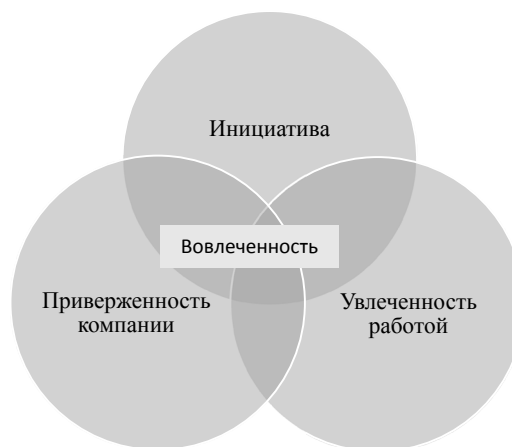 Инициатива
Вовлеченность
Приверженность
компании
Увлеченность
работой